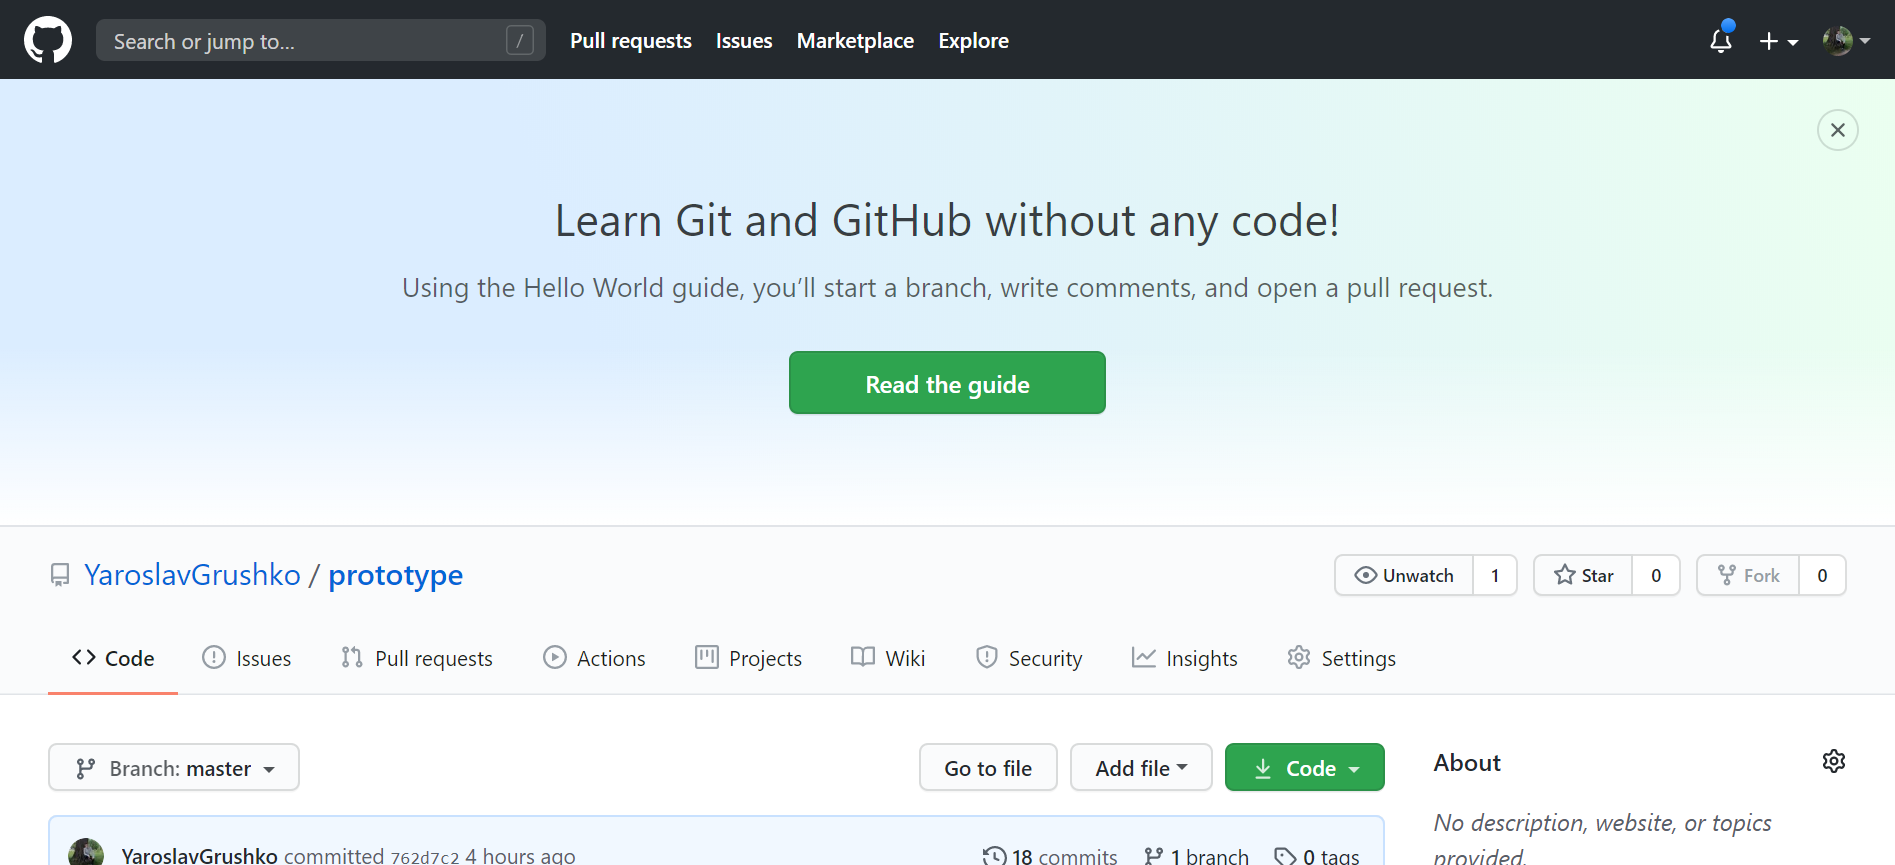 Search or jump to... /
Pull requests Issues Marketplace Explore
Learn Git and GitHub without any code!
Using the Hello World guide, you’ll start a branch, write comments, and open a pull request.
Read the guide
YaroslavGrushko / prototype
Unwatch 1 Star 0 Fork 0
Code Issues Pull requests Actions Projects Wiki Security Insights Settings
Branch: master Go to file Add file Code
About
No description, website, or topics
provided.
YaroslavGrushko committed 762d7c2 4 hours ago 18 commits 1 branch 0 tags